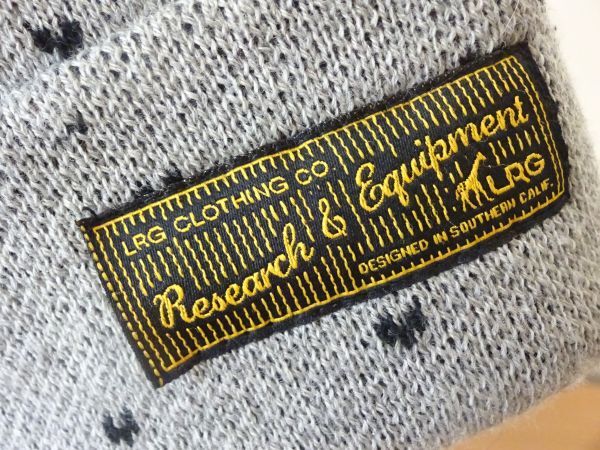 LRG CLOTHING CO
Research & Equipment
LRG
DESIGNED IN SOUTHERN CALIF.